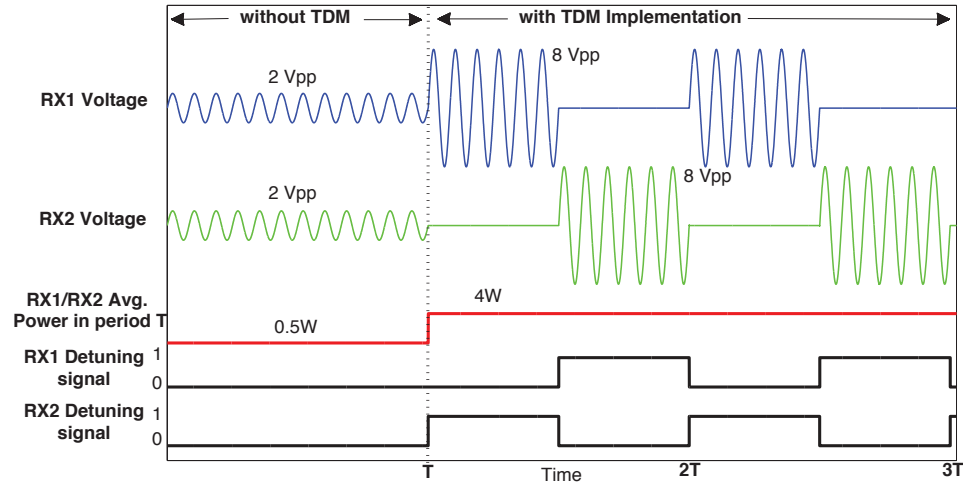 without TDM
with TDM Implementation
2 Vpp
8 Vpp
RX1 Voltage
2 Vpp
8 Vpp
RX2 Voltage
RX1/RX2 Avg.
Power in period T
4W
0.5W
RX1 Detuning
signal
1
0
RX2 Detuning
signal
1
0
T
Time
2T
3T